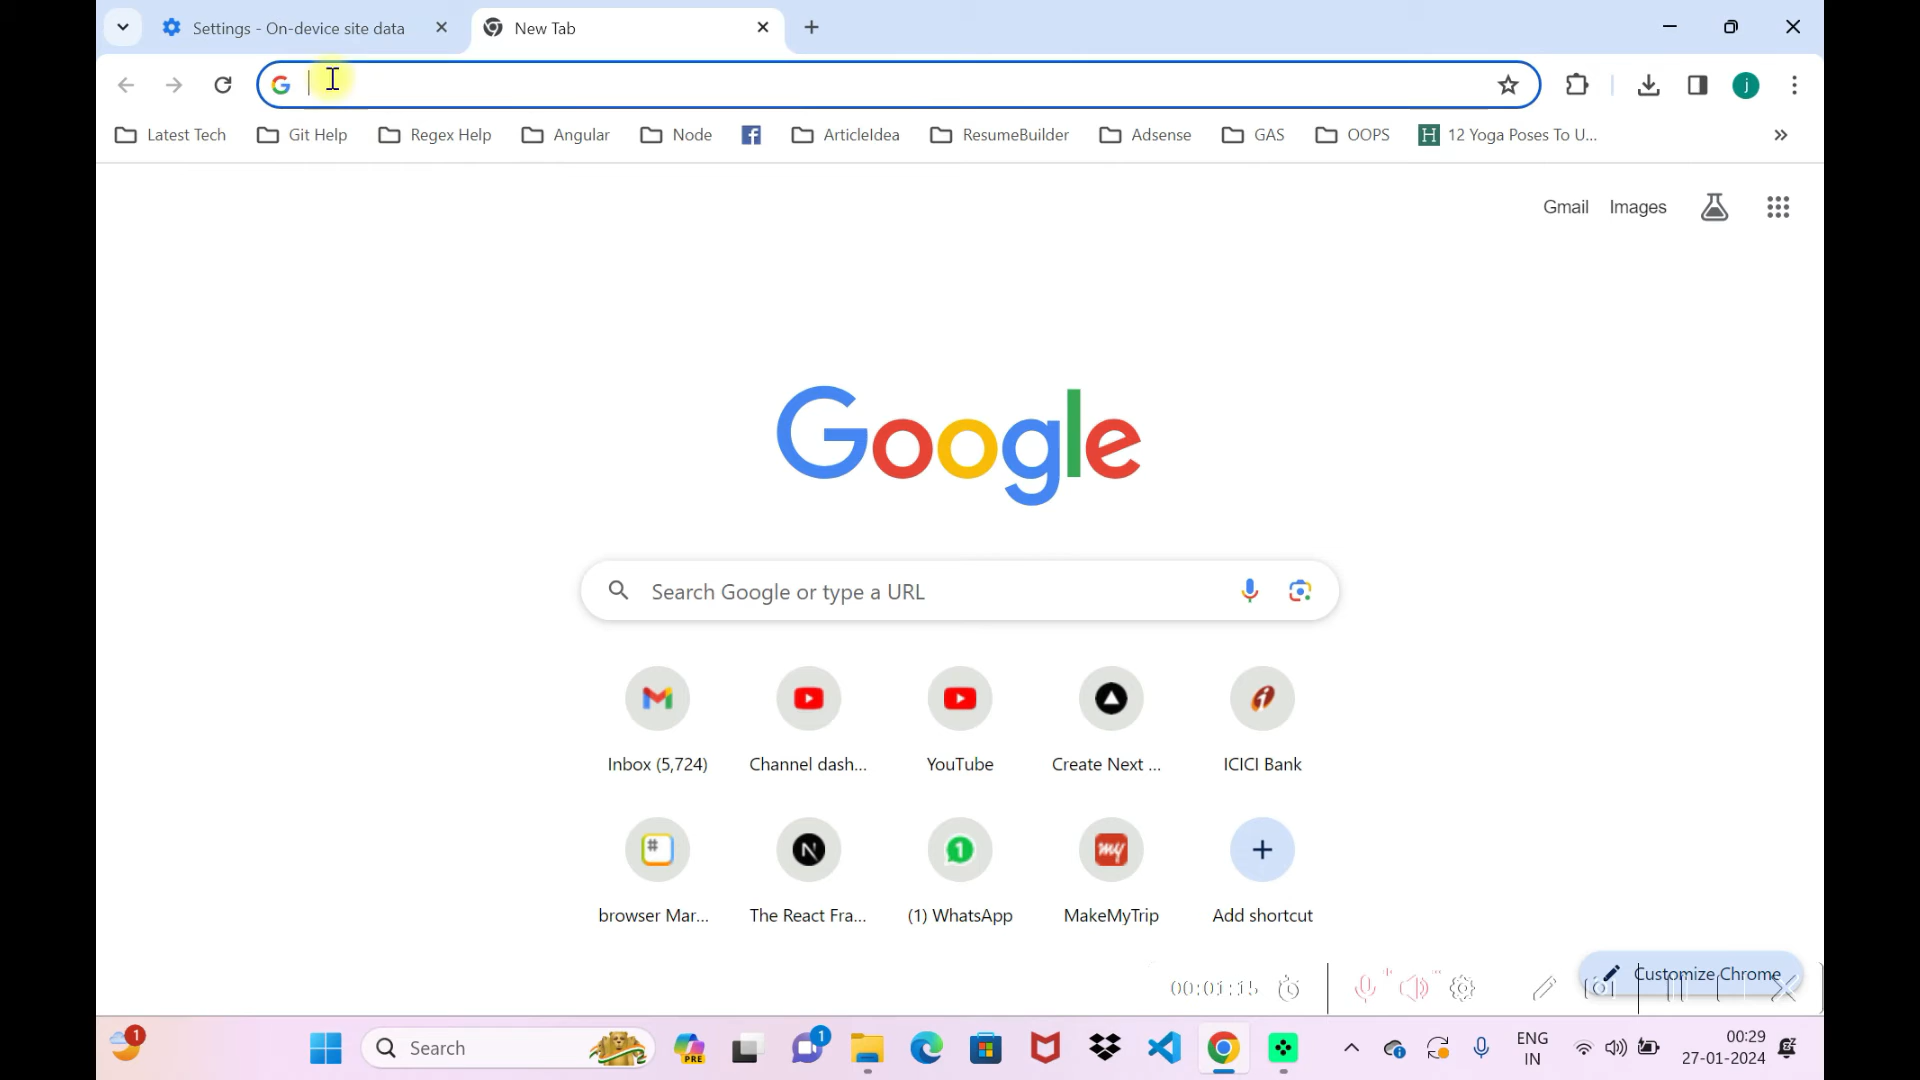 Settings - On-device site data
New Tab
j
Latest Tech
Git Help
Regex Help
Angular
Node
ArticleIdea
ResumeBuilder
Adsense
GAS
OOPS
H 12 Yoga Poses To U...
Gmail
Images
Google
Search Google or type a URL
Inbox (5,724)
Channel dash...
YouTube
Create Next ...
ICICI Bank
browser Mar...
The React Fra...
(1) WhatsApp
MakeMyTrip
Add shortcut
Customize Chrome
00:01:15
1
Search
PRE
1
ENG
IN
00:29
27-01-2024